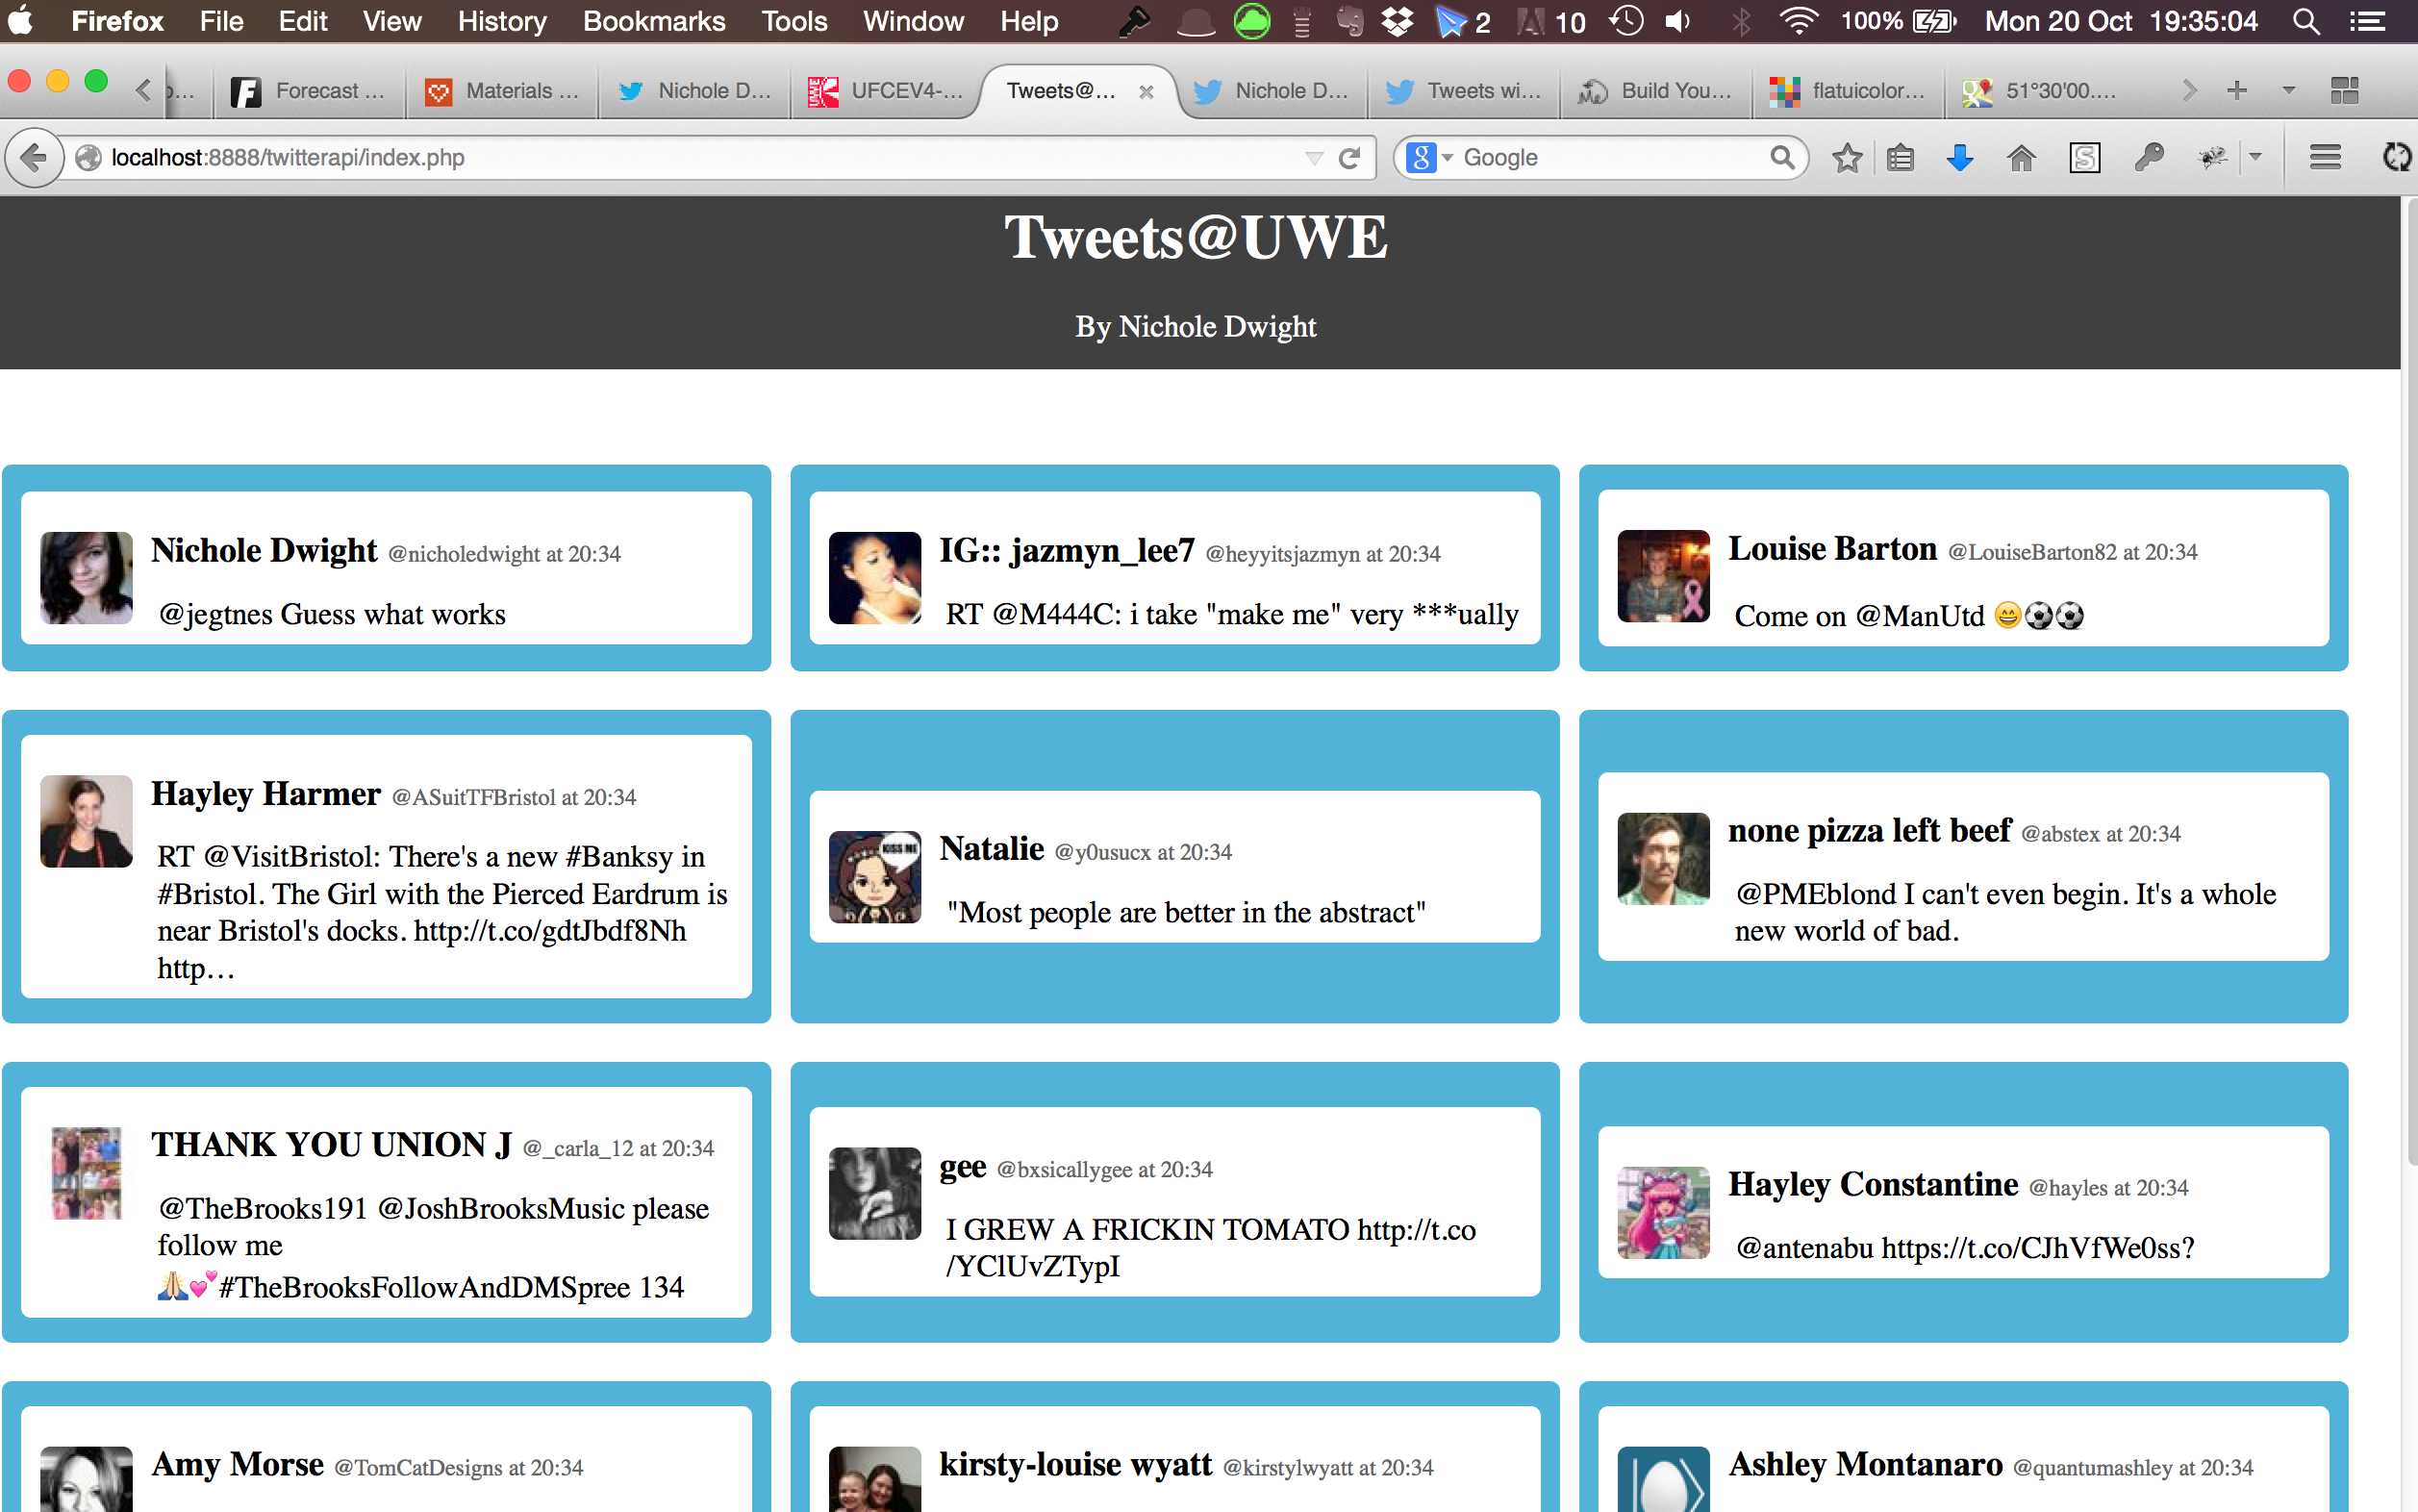 Firefox File Edit View History Bookmarks Tools Window Help 2 10 100% Mon 20 Oct 19:35:04
Forecast ... Materials ... Nichole D... UFCEV4-... Tweets@... Nichole D... Tweets wi... Build You... flatuicolor... 51°30'00....
localhost:8888/twitterapi/index.php Google
Tweets@UWE
By Nichole Dwight
Nichole Dwight @nicholedwight at 20:34
@jegtnes Guess what works
IG:: jazmyn_lee7 @heyyitsjazmyn at 20:34
RT @M444C: i take "make me" very ***ually
Louise Barton @LouiseBarton82 at 20:34
Come on @ManUtd 😄⚽⚽
Hayley Harmer @ASuitTFBristol at 20:34
RT @VisitBristol: There's a new #Banksy in
#Bristol. The Girl with the Pierced Eardrum is
near Bristol's docks. http://t.co/gdtJbdf8Nh
http…
Natalie @y0usucx at 20:34
KISS ME
"Most people are better in the abstract"
none pizza left beef @abstex at 20:34
@PMEblond I can't even begin. It's a whole
new world of bad.
THANK YOU UNION J @_carla_12 at 20:34
@TheBrooks191 @JoshBrooksMusic please
follow me
🙏💕#TheBrooksFollowAndDMSpree 134
gee @bxsicallygee at 20:34
I GREW A FRICKIN TOMATO http://t.co
/YClUvZTypI
Hayley Constantine @hayles at 20:34
@antenabu https://t.co/CJhVfWe0ss?
Amy Morse @TomCatDesigns at 20:34
kirsty-louise wyatt @kirstylwyatt at 20:34
Ashley Montanaro @quantumashley at 20:34